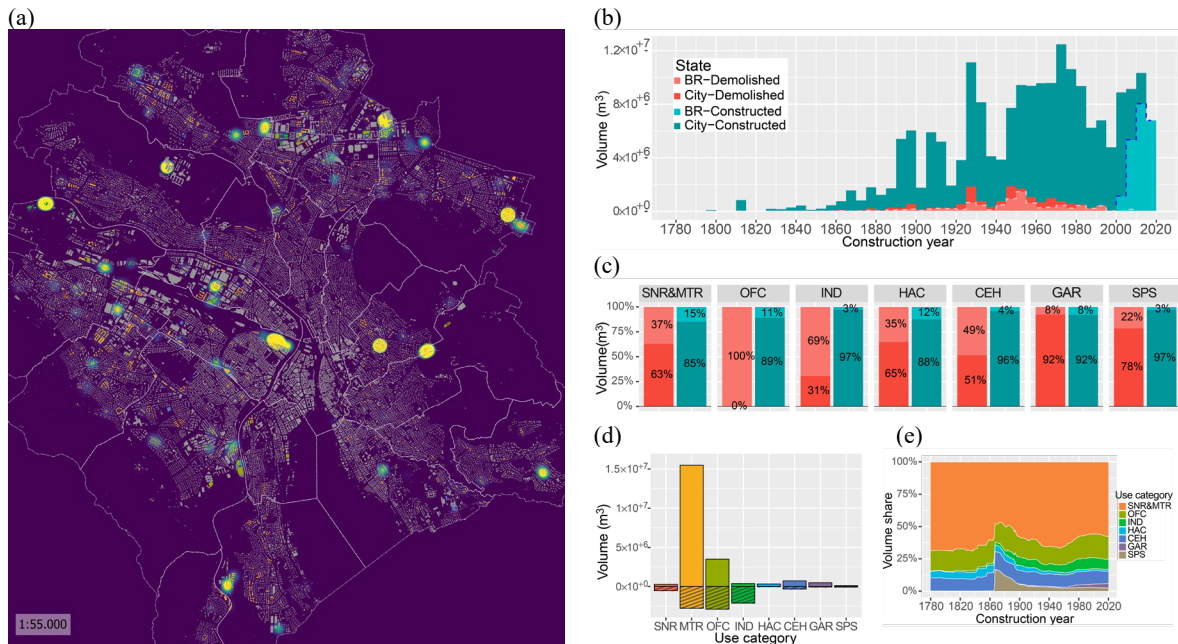 (a)
1:55.000
(b)
1.2×10⁺⁷
8×10⁺⁶
4×10⁺⁶
0×10⁺⁰
Volume (m³)
State
BR−Demolished
City−Demolished
BR−Constructed
City−Constructed
1780 1800 1820 1840 1860 1880 1900 1920 1940 1960 1980 2000 2020
Construction year
(c)
SNR&MTR OFC IND HAC CEH GAR SPS
Volume(m³)
100%
75%
50%
25%
0%
37% 63% 15% 85%
100% 0% 11% 89%
69% 31% 3% 97%
35% 65% 12% 88%
49% 51% 4% 96%
8% 92% 8% 92%
22% 78% 3% 97%
(d)
1.5×10⁺⁷
1×10⁺⁷
5×10⁺⁶
0×10⁺⁰
Volume (m³)
SNR MTR OFC IND HAC CEH GAR SPS
Use category
(e)
100%
75%
50%
25%
0%
Volume share
1780 1820 1860 1900 1940 1980 2020
Construction year
Use category
SNR&MTR
OFC
IND
HAC
CEH
GAR
SPS